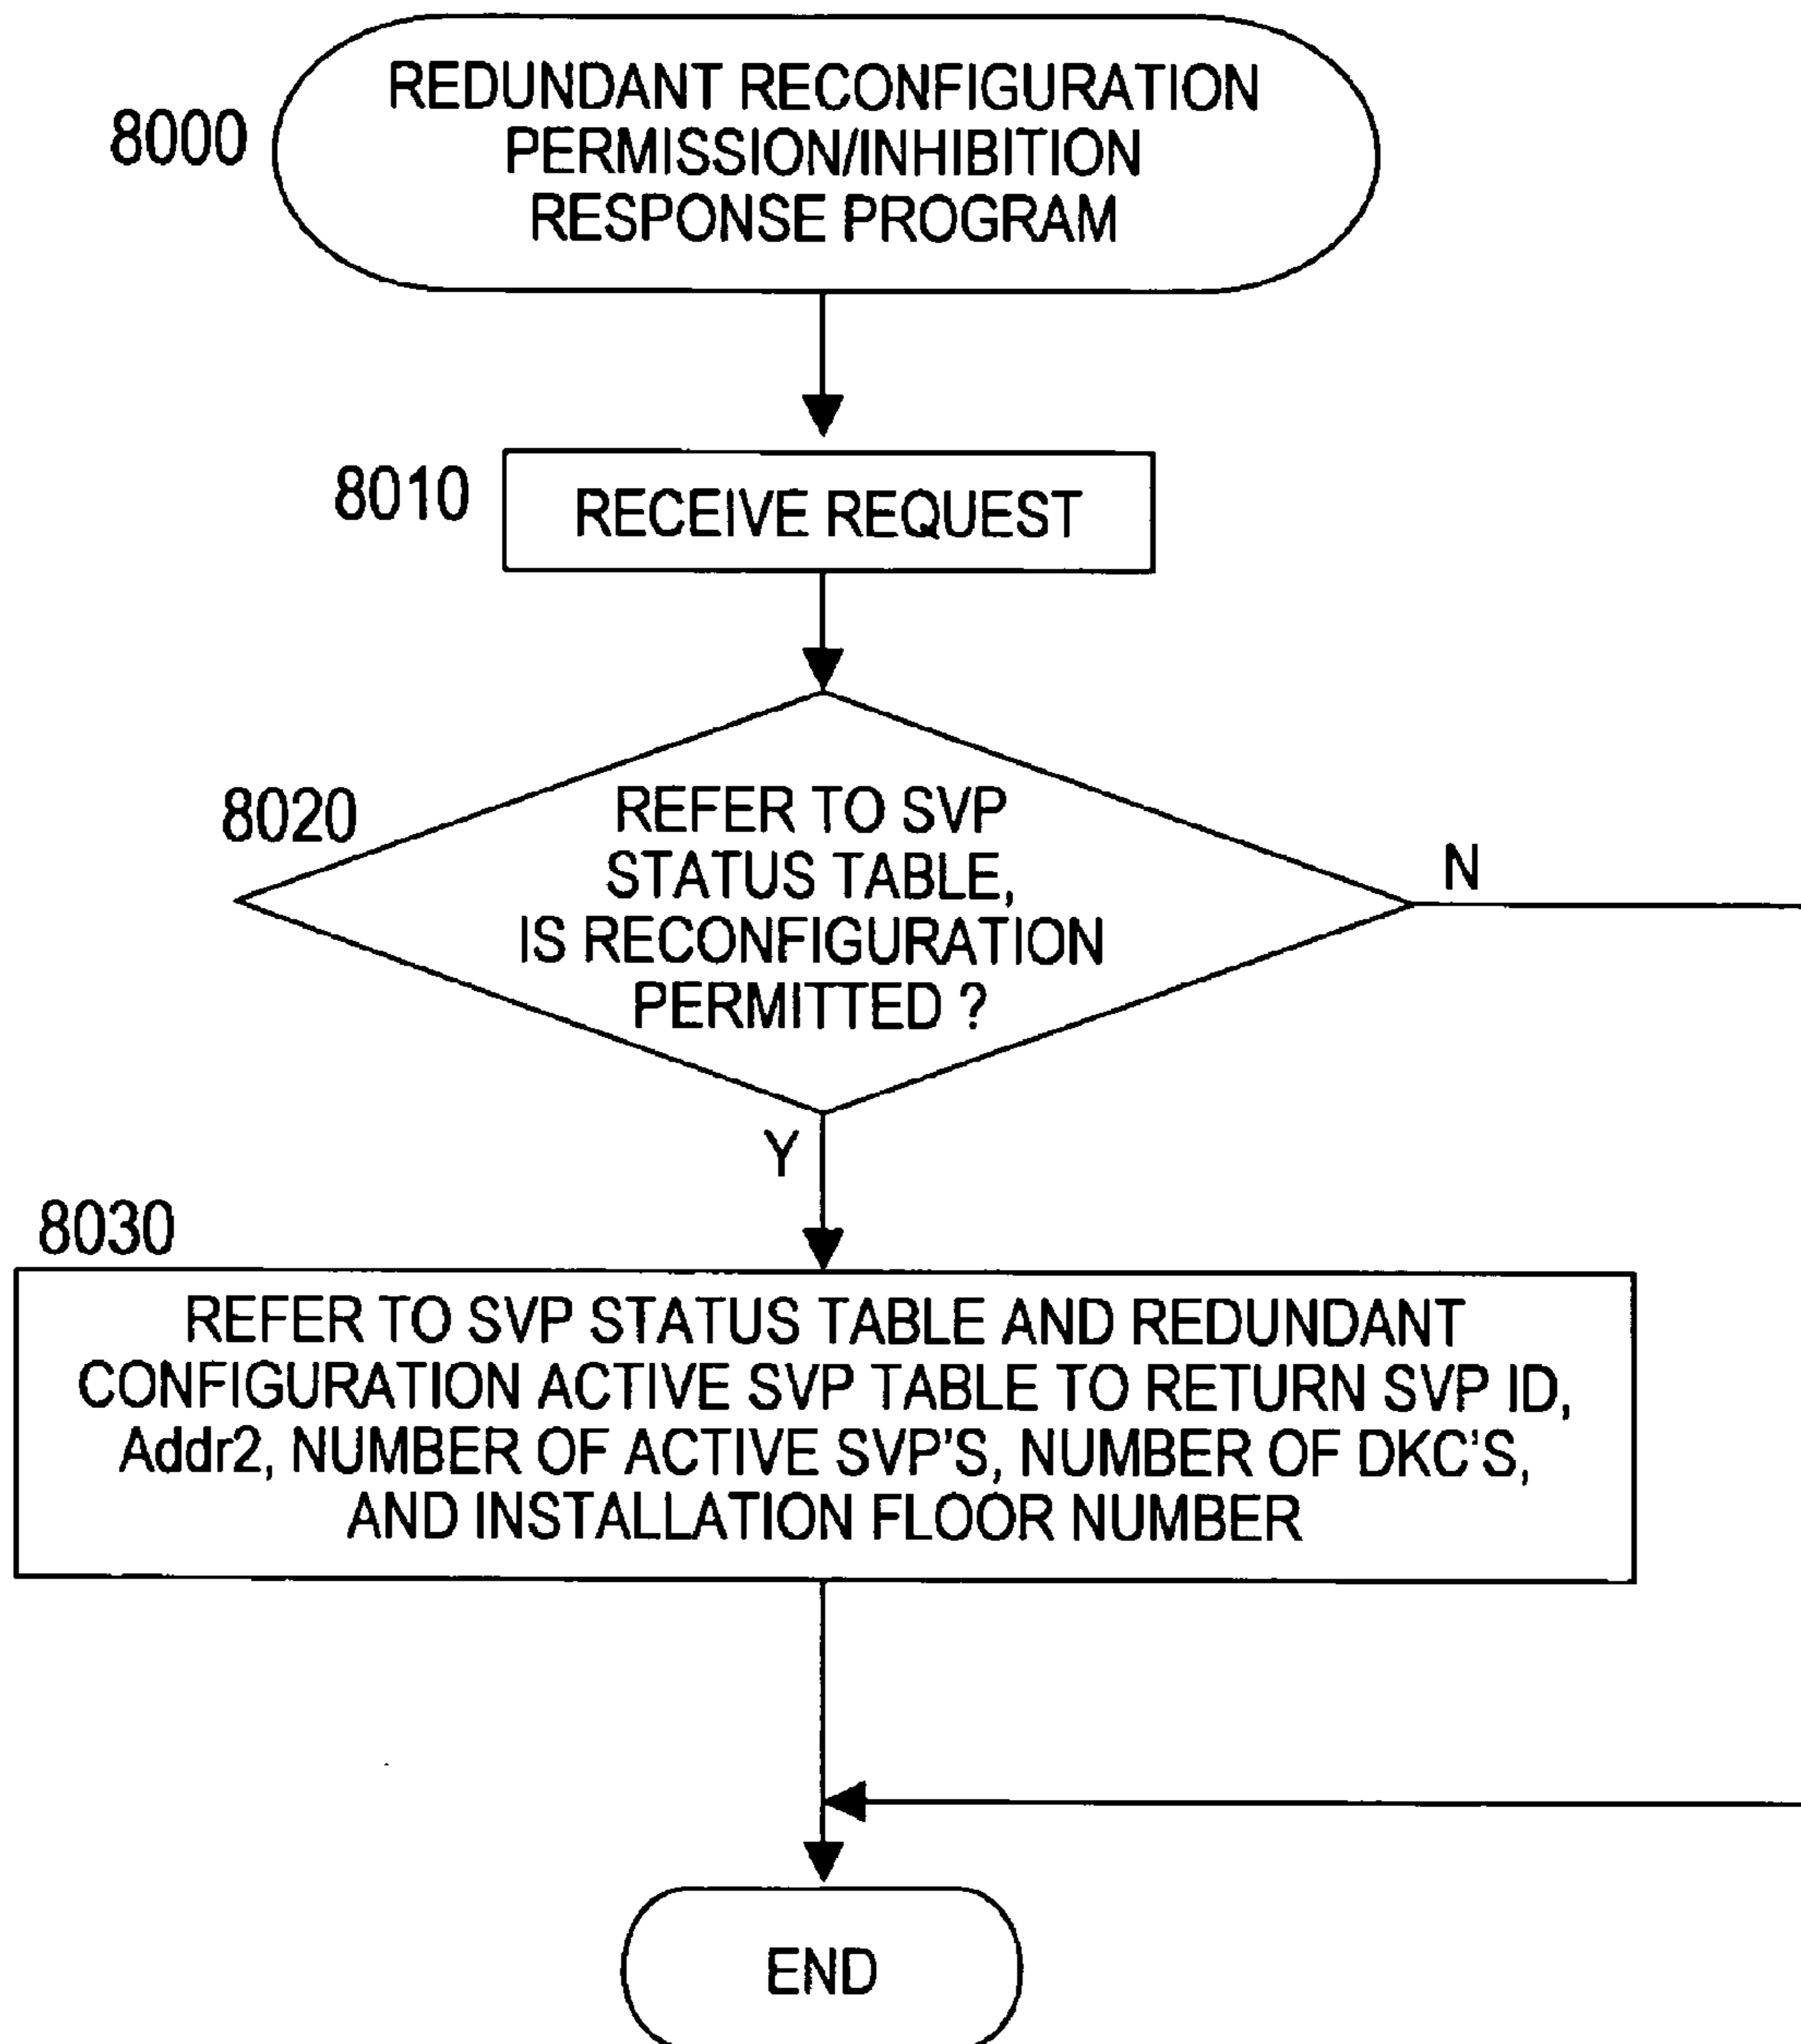 8000
REDUNDANT RECONFIGURATION
PERMISSION/INHIBITION
RESPONSE PROGRAM
8010
RECEIVE REQUEST
8020
REFER TO SVP
STATUS TABLE,
IS RECONFIGURATION
PERMITTED ?
N
Y
8030
REFER TO SVP STATUS TABLE AND REDUNDANT
CONFIGURATION ACTIVE SVP TABLE TO RETURN SVP ID,
Addr2, NUMBER OF ACTIVE SVP'S, NUMBER OF DKC'S,
AND INSTALLATION FLOOR NUMBER
END